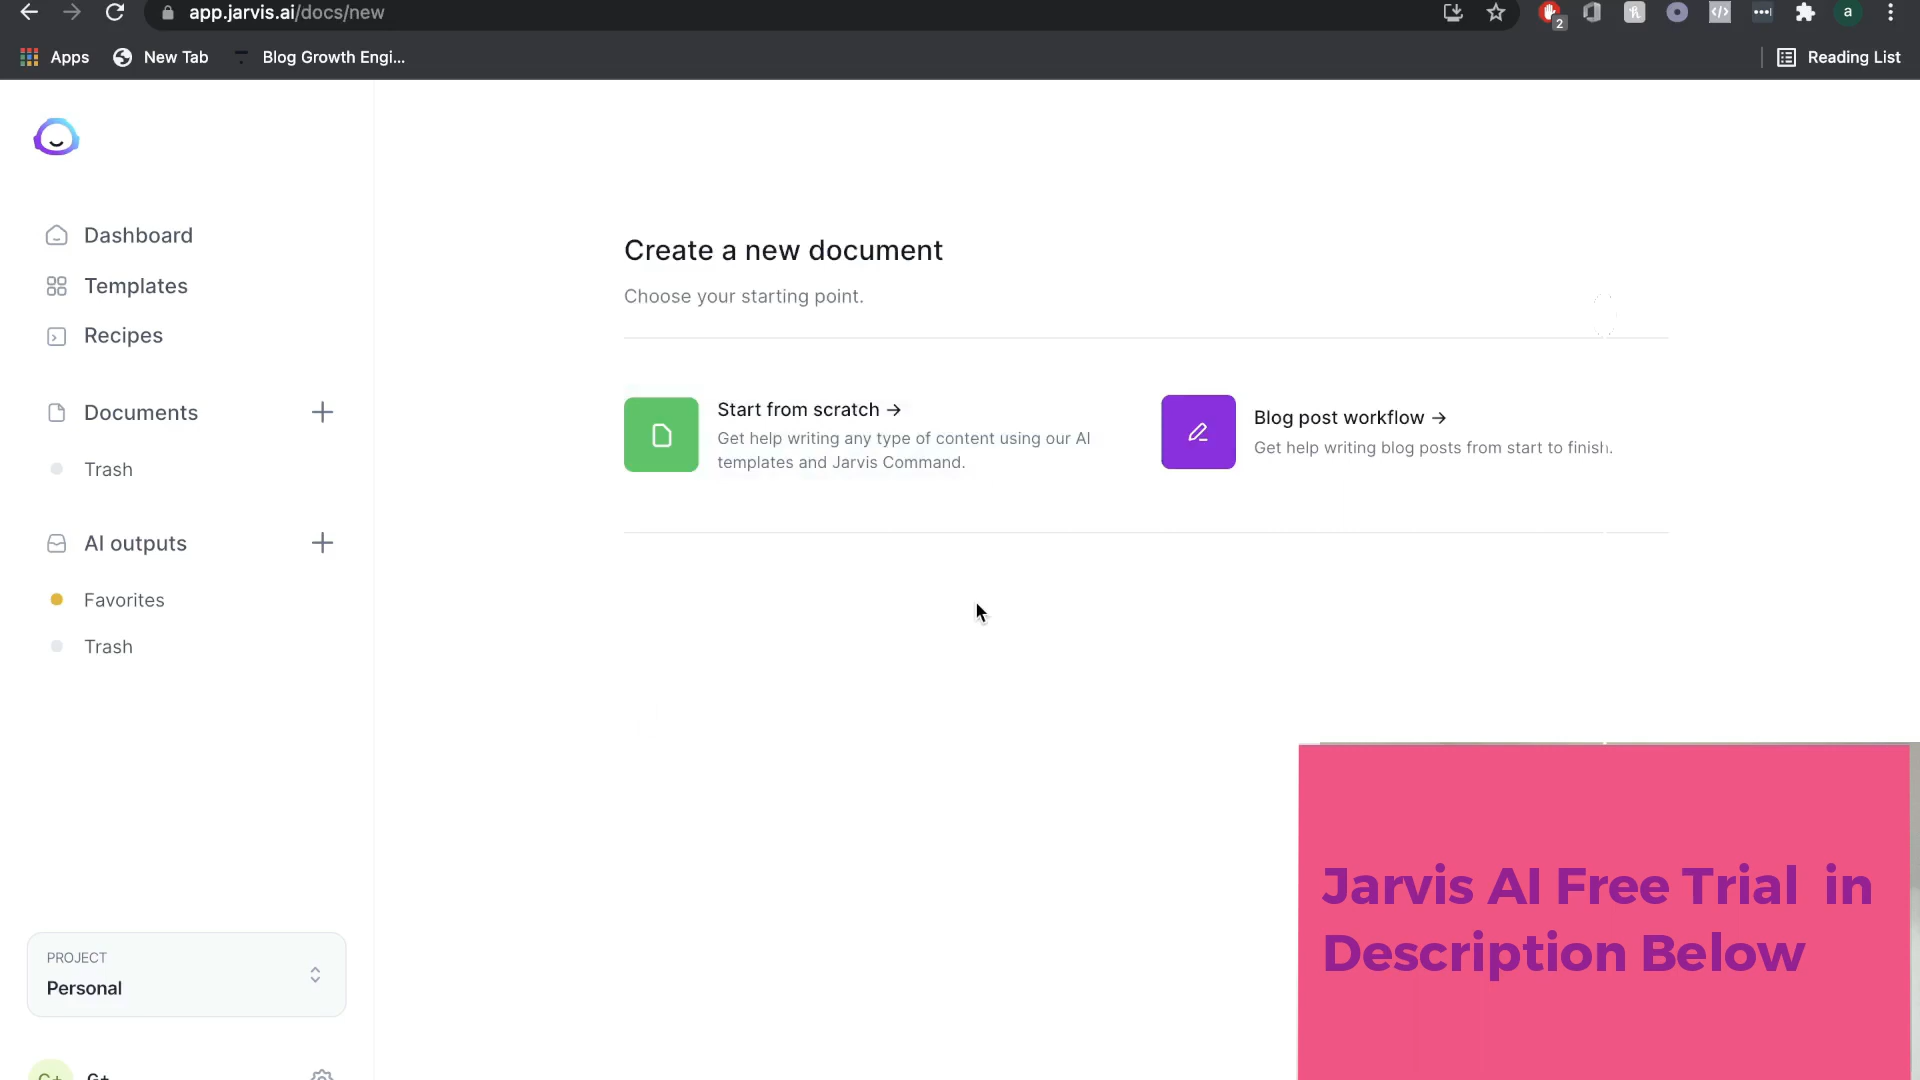 app.jarvis.ai/docs/new
2
a
Apps
New Tab
Blog Growth Engi...
Reading List
Dashboard
Templates
Recipes
Documents
Trash
AI outputs
Favorites
Trash
PROJECT
Personal
Create a new document
Choose your starting point.
Start from scratch →
Get help writing any type of content using our AI
templates and Jarvis Command.
Blog post workflow →
Get help writing blog posts from start to finish.
Jarvis AI Free Trial in
Description Below